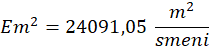 Em² = 24091,05 m²/smeni